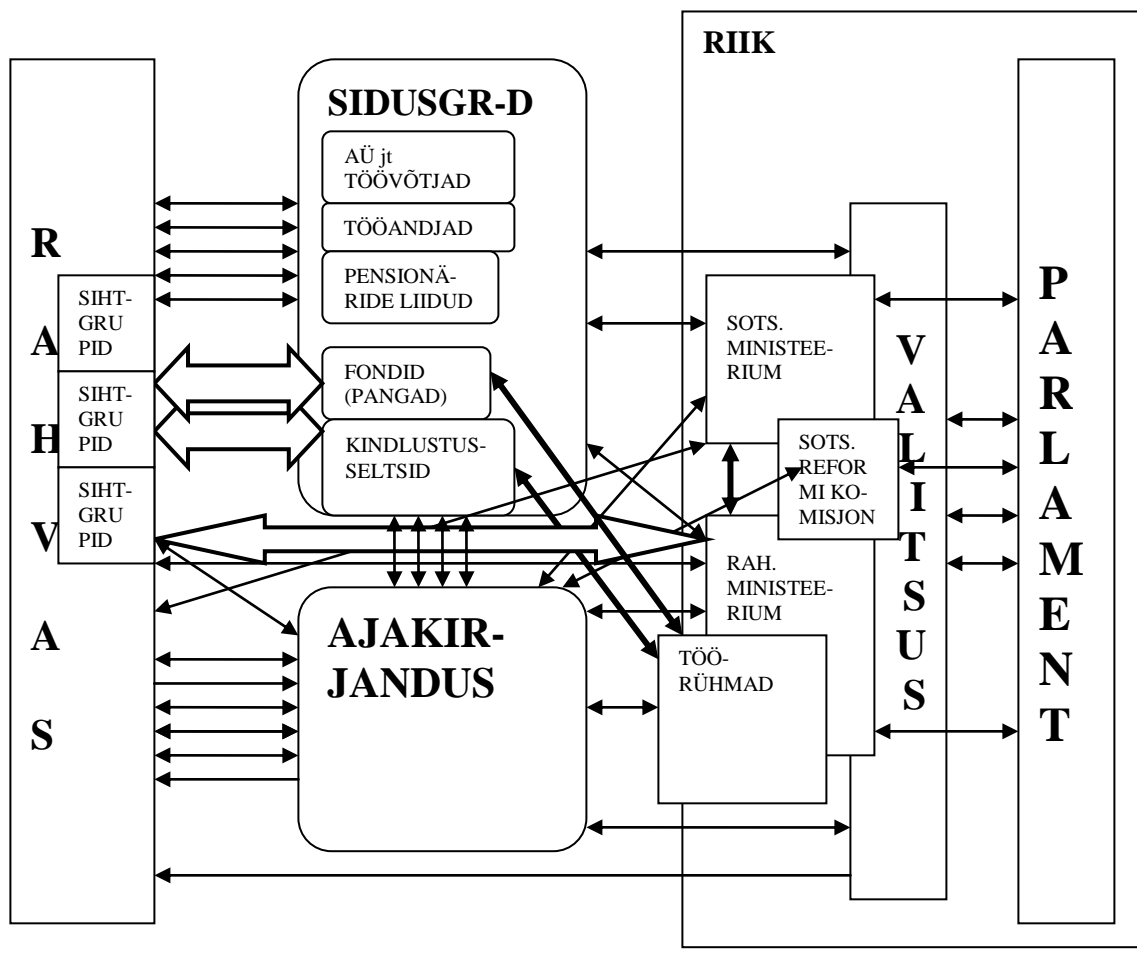 RIIK
SIDUSGR-D
AÜ jt
TÖÖVÕTJAD
TÖÖANDJAD
PENSIONÄ-
RIDE LIIDUD
FONDID
(PANGAD)
KINDLUSTUS-
SELTSID
R
A
H
V
A
S
SIHT-
GRU
PID
SIHT-
GRU
PID
SIHT-
GRU
PID
AJAKIR-
JANDUS
SOTS.
MINISTEE-
RIUM
SOTS.
REFOR
MI KO-
MISJON
RAH.
MINISTEE-
RIUM
TÖÖ-
RÜHMAD
V
A
L
I
T
S
U
S
P
A
R
L
A
M
E
N
T